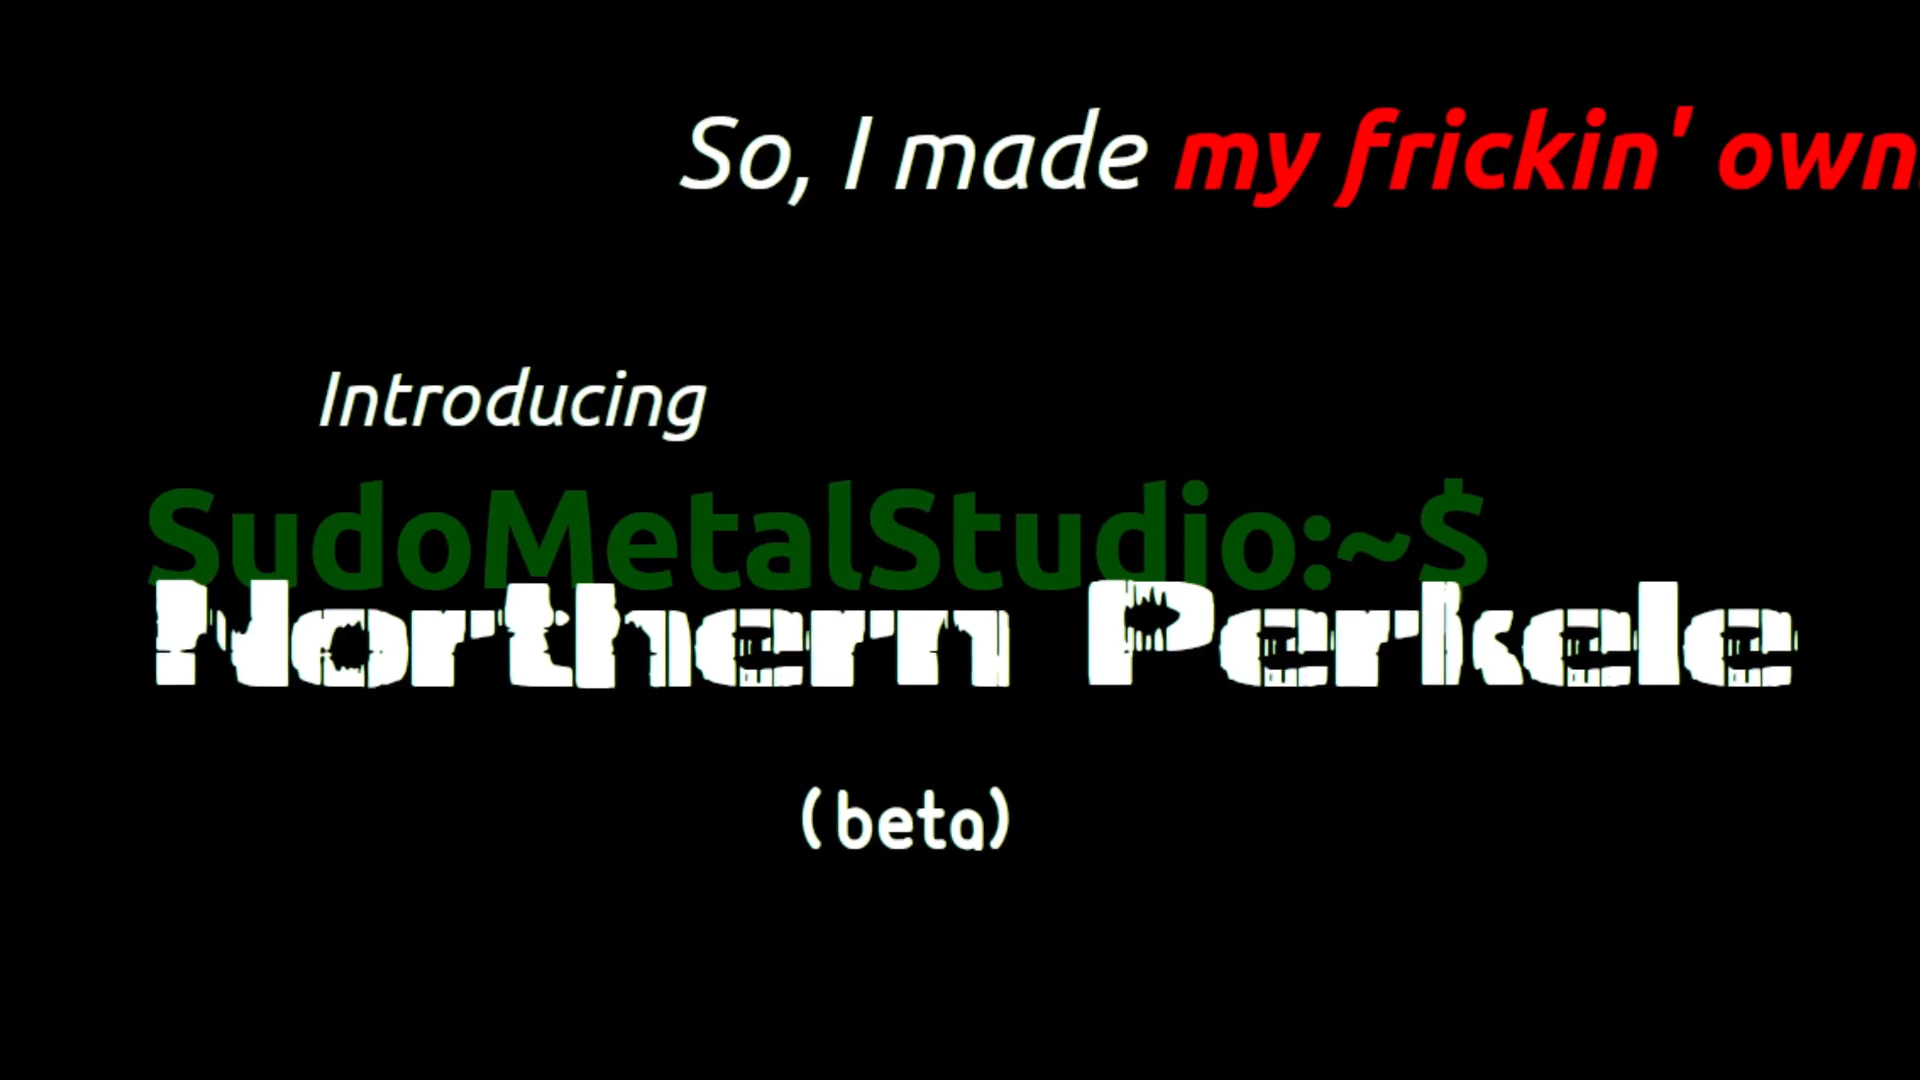 So, I made my frickin' own
Introducing
SudoMetalStudio:~$
Northern Perkele
(beta)